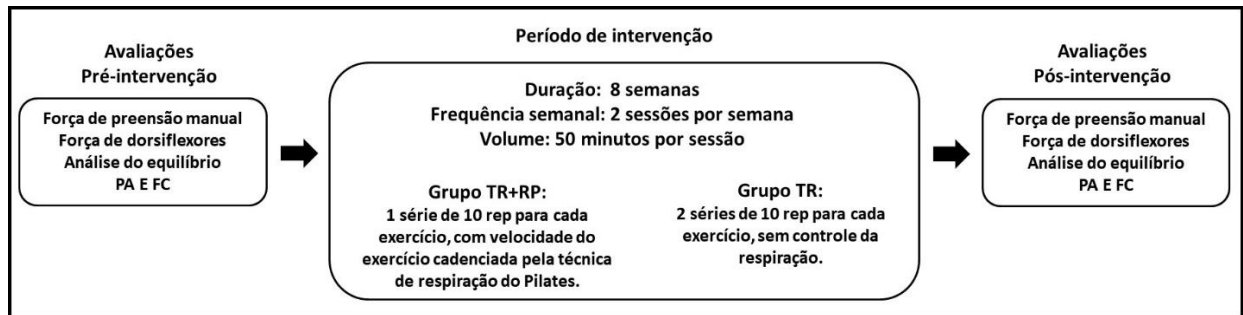 Avaliações
Pré-intervenção
Força de preensão manual
Força de dorsiflexores
Análise do equilíbrio
PA E FC
Período de intervenção
Duração: 8 semanas
Frequência semanal: 2 sessões por semana
Volume: 50 minutos por sessão
Grupo TR+RP:
1 série de 10 rep para cada
exercício, com velocidade do
exercício cadenciada pela técnica
de respiração do Pilates.
Grupo TR:
2 séries de 10 rep para cada
exercício, sem controle da
respiração.
Avaliações
Pós-intervenção
Força de preensão manual
Força de dorsiflexores
Análise do equilíbrio
PA E FC